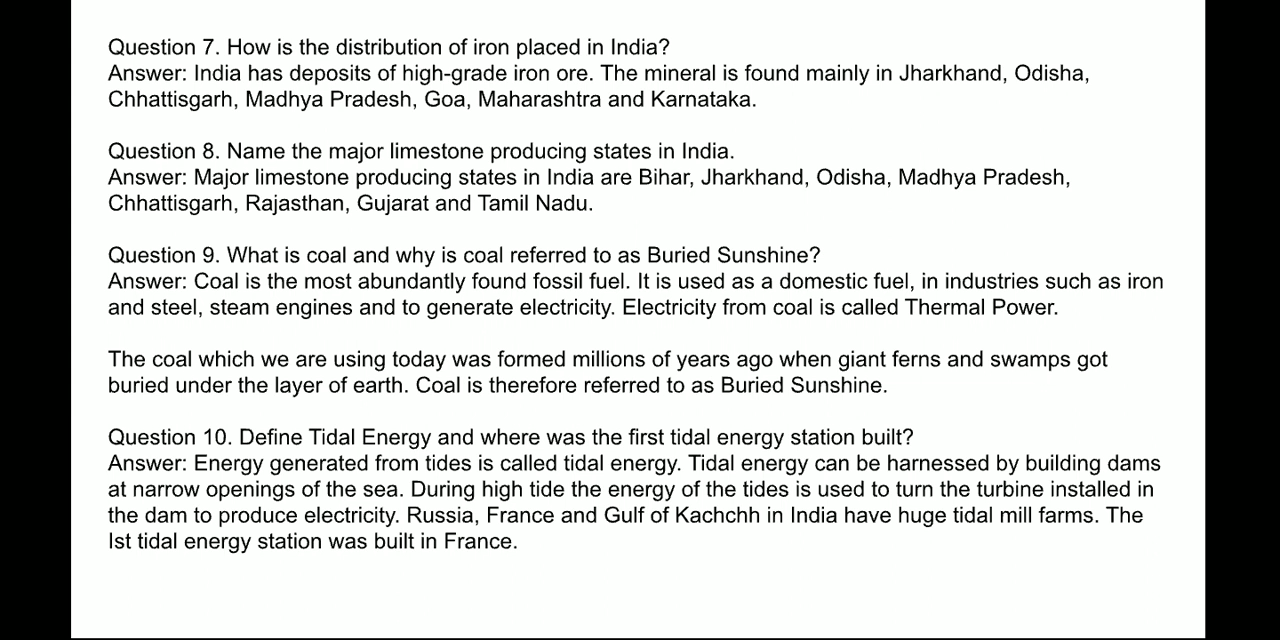 Question 7. How is the distribution of iron placed in India?
Answer: India has deposits of high-grade iron ore. The mineral is found mainly in Jharkhand, Odisha,
Chhattisgarh, Madhya Pradesh, Goa, Maharashtra and Karnataka.
Question 8. Name the major limestone producing states in India.
Answer: Major limestone producing states in India are Bihar, Jharkhand, Odisha, Madhya Pradesh,
Chhattisgarh, Rajasthan, Gujarat and Tamil Nadu.
Question 9. What is coal and why is coal referred to as Buried Sunshine?
Answer: Coal is the most abundantly found fossil fuel. It is used as a domestic fuel, in industries such as iron
and steel, steam engines and to generate electricity. Electricity from coal is called Thermal Power.
The coal which we are using today was formed millions of years ago when giant ferns and swamps got
buried under the layer of earth. Coal is therefore referred to as Buried Sunshine.
Question 10. Define Tidal Energy and where was the first tidal energy station built?
Answer: Energy generated from tides is called tidal energy. Tidal energy can be harnessed by building dams
at narrow openings of the sea. During high tide the energy of the tides is used to turn the turbine installed in
the dam to produce electricity. Russia, France and Gulf of Kachchh in India have huge tidal mill farms. The
Ist tidal energy station was built in France.